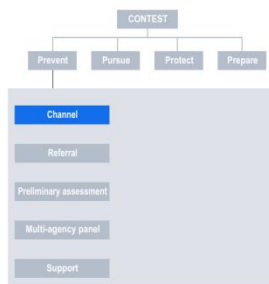 CONTEST
Prevent Pursue Protect Prepare
Channel
Referral
Preliminary assessment
Multi-agency panel
Support